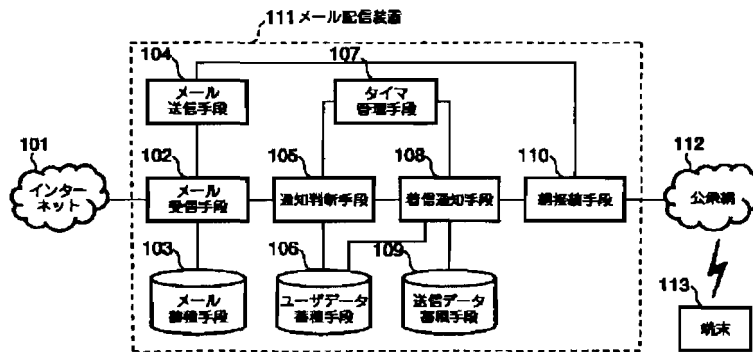 111 メール配信装置
104
メール
送信手段
107
タイマ
管理手段
101
インター
ネット
102
メール
受信手段
105
通知判断手段
108
着信通知手段
110
網接続手段
112
公衆網
103
メール
蓄積手段
106
ユーザデータ
蓄積手段
109
送信データ
蓄積手段
113
端末